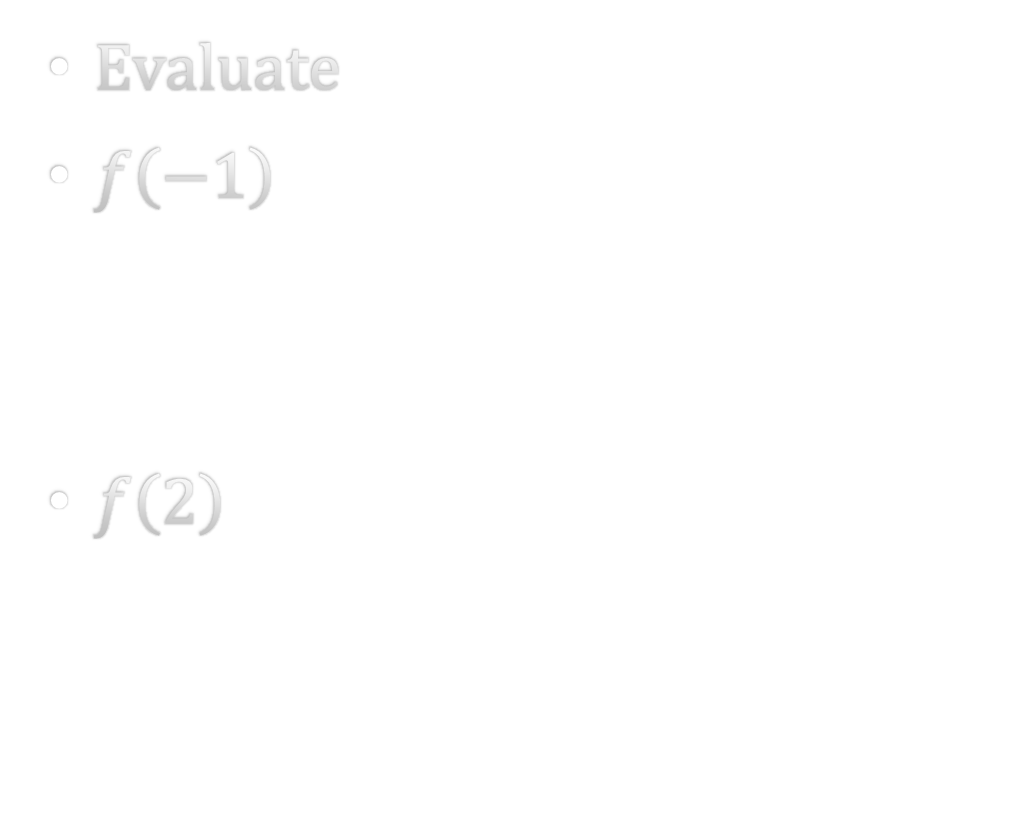 Evaluate
f(−1)
f(2)